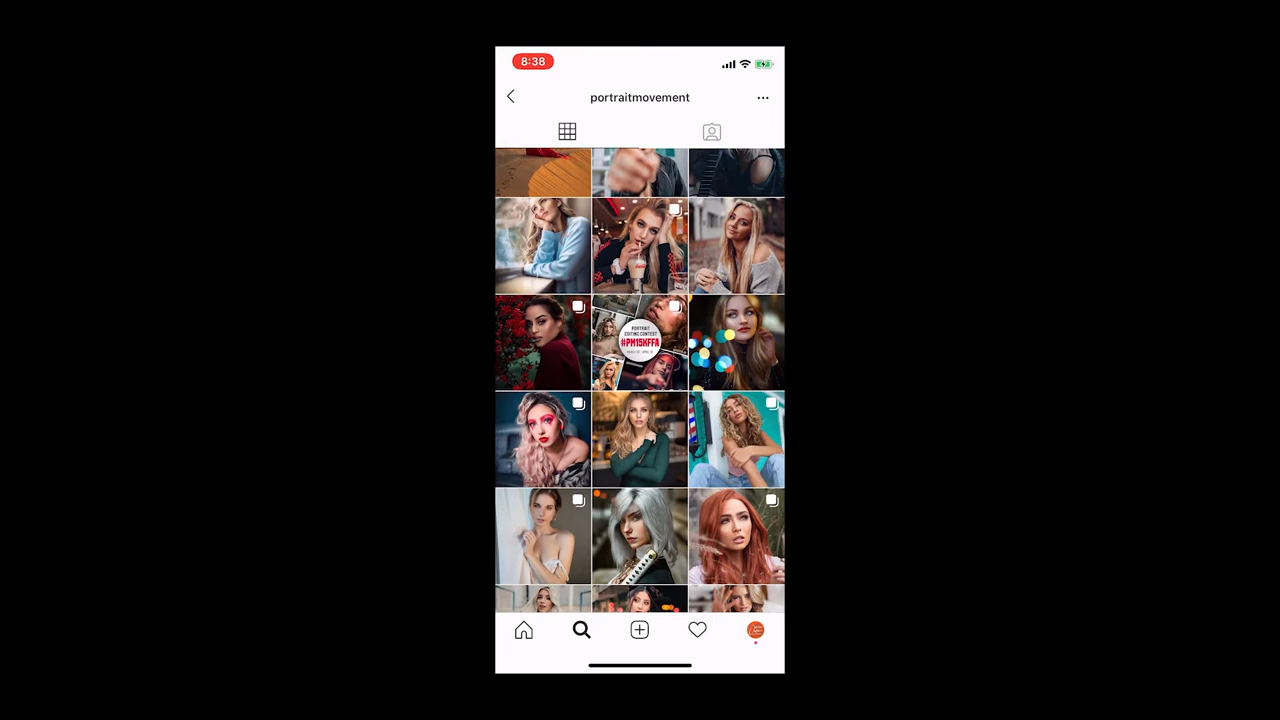 8:38
portraitmovement
PORTRAIT
EDITING CONTEST
#PM15KFFA